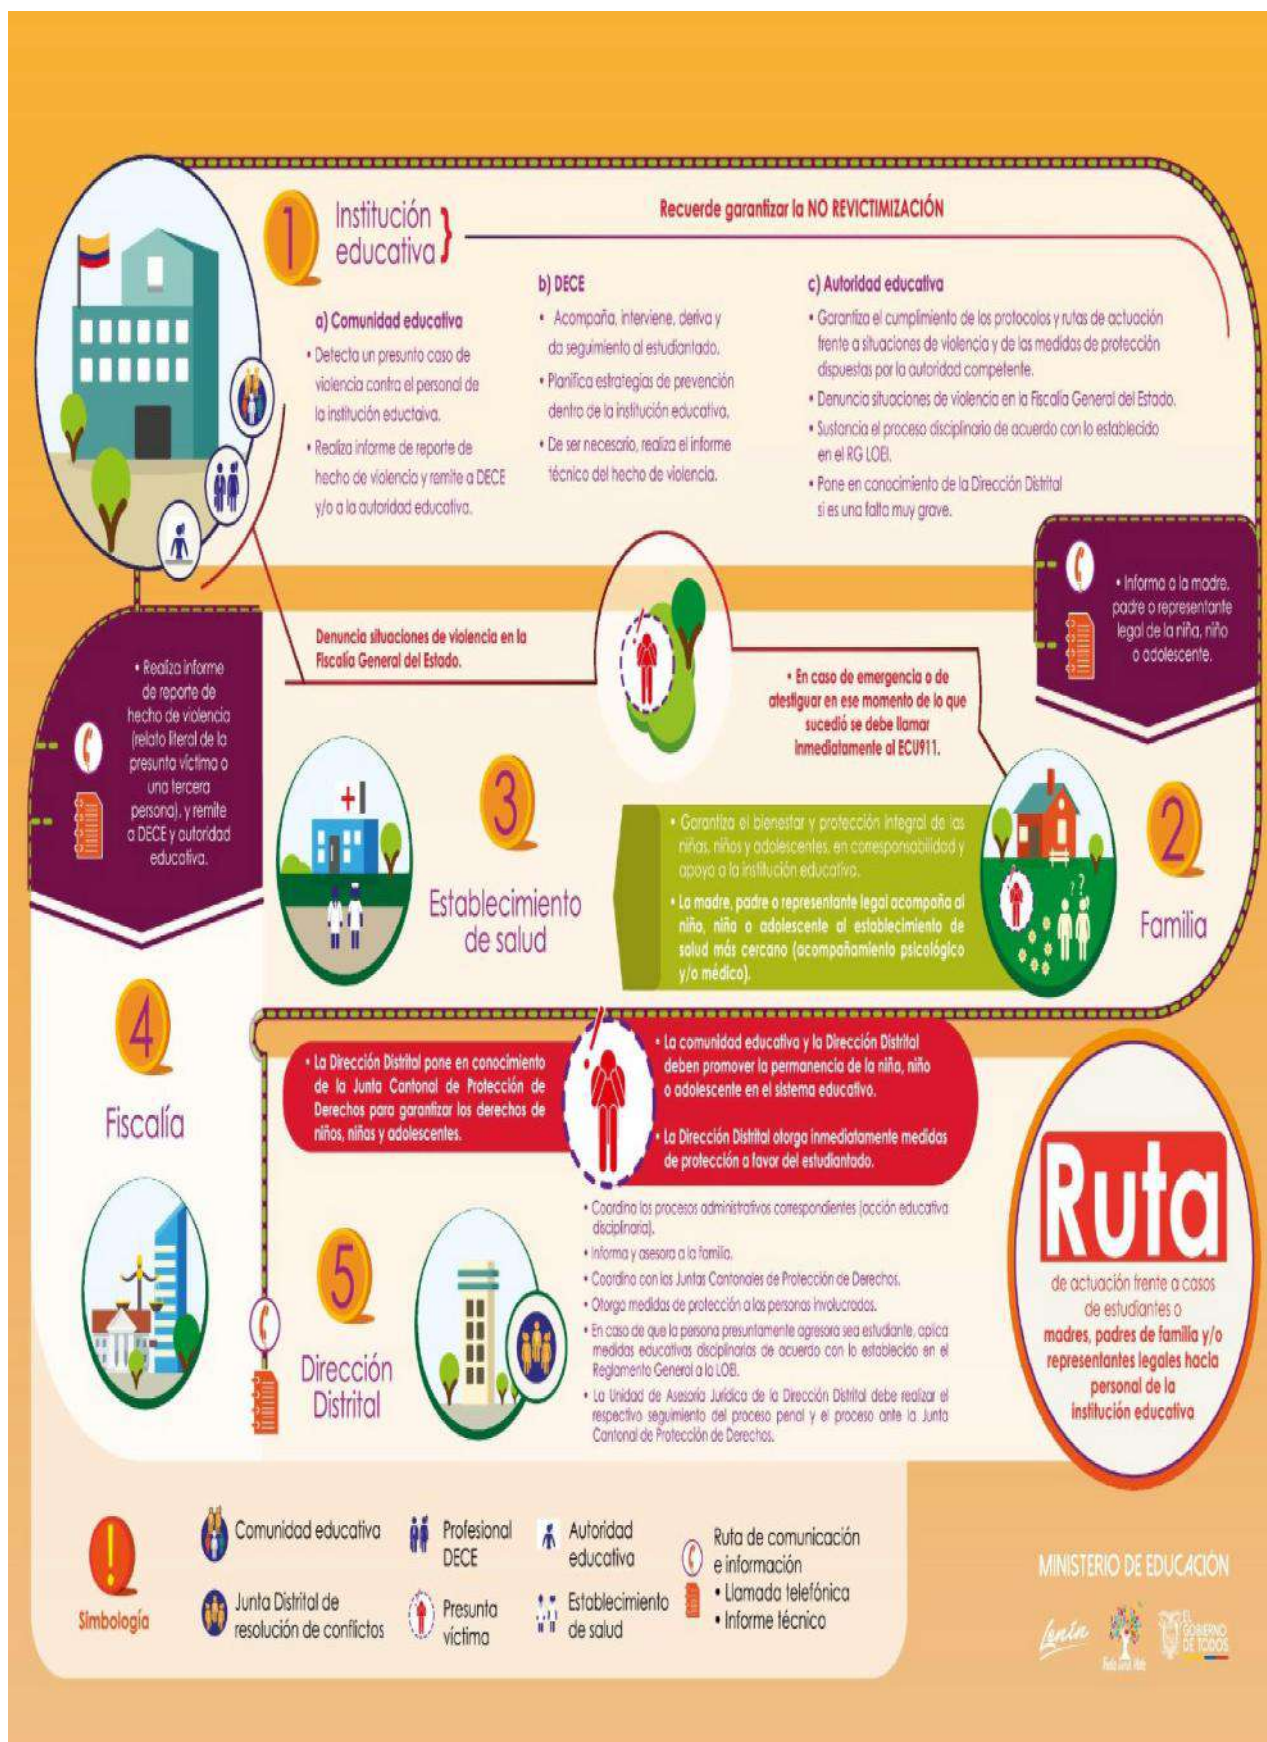 1
Institución
educativa }
Recuerde garantizar la NO REVICTIMIZACIÓN
a) Comunidad educativa
• Detecta un presunto caso de
violencia contra el personal de
la institución eductaiva.
• Realiza informe de reporte de
hecho de violencia y remite a DECE
y/o a la autoridad educativa.
b) DECE
• Acompaña, interviene, deriva y
da seguimiento al estudiantado.
• Planifica estrategias de prevención
dentro de la institución educativa.
• De ser necesario, realiza el informe
técnico del hecho de violencia.
c) Autoridad educativa
• Garantiza el cumplimiento de los protocolos y rutas de actuación
frente a situaciones de violencia y de las medidas de protección
dispuestas por la autoridad competente.
• Denuncia situaciones de violencia en la Fiscalía General del Estado.
• Sustancia el proceso disciplinario de acuerdo con lo establecido
en el RG LOEI.
• Pone en conocimiento de la Dirección Distrital
si es una falta muy grave.
• Informa a la madre,
padre o representante
legal de la niña, niño
o adolescente.
Denuncia situaciones de violencia en la
Fiscalía General del Estado.
• En caso de emergencia o de
atestiguar en ese momento de lo que
sucedió se debe llamar
inmediatamente al ECU911.
• Realiza informe
de reporte de
hecho de violencia
(relato literal de la
presunta víctima o
una tercera
persona), y remite
a DECE y autoridad
educativa.
2
Familia
• Garantiza el bienestar y protección integral de las
niñas, niños y adolescentes, en corresponsabilidad y
apoyo a la institución educativa.
• La madre, padre o representante legal acompaña al
niño, niña o adolescente al establecimiento de
salud más cercano (acompañamiento psicológico
y/o médico).
3
Establecimiento
de salud
4
Fiscalía
• La Dirección Distrital pone en conocimiento
de la Junta Cantonal de Protección de
Derechos para garantizar los derechos de
niños, niñas y adolescentes.
• La comunidad educativa y la Dirección Distrital
deben promover la permanencia de la niña, niño
o adolescente en el sistema educativo.
• La Dirección Distrital otorga inmediatamente medidas
de protección a favor del estudiantado.
5
Dirección
Distrital
• Coordina los procesos administrativos correspondientes (acción educativa
disciplinaria).
• Informa y asesora a la familia.
• Coordina con las Juntas Cantonales de Protección de Derechos.
• Otorga medidas de protección a las personas involucradas.
• En caso de que la persona presuntamente agresora sea estudiante, aplica
medidas educativas disciplinarias de acuerdo con lo establecido en el
Reglamento General a la LOEI.
• La Unidad de Asesoría Jurídica de la Dirección Distrital debe realizar el
respectivo seguimiento del proceso penal y el proceso ante la Junta
Cantonal de Protección de Derechos.
Ruta
de actuación frente a casos
de estudiantes o
madres, padres de familia y/o
representantes legales hacia
personal de la
institución educativa
!
Simbología
Comunidad educativa
Junta Distrital de
resolución de conflictos
Profesional
DECE
Presunta
víctima
Autoridad
educativa
Establecimiento
de salud
Ruta de comunicación
e información
• Llamada telefónica
• Informe técnico
MINISTERIO DE EDUCACIÓN
Lenín
Toda una Vida
EL
GOBIERNO
DE TODOS